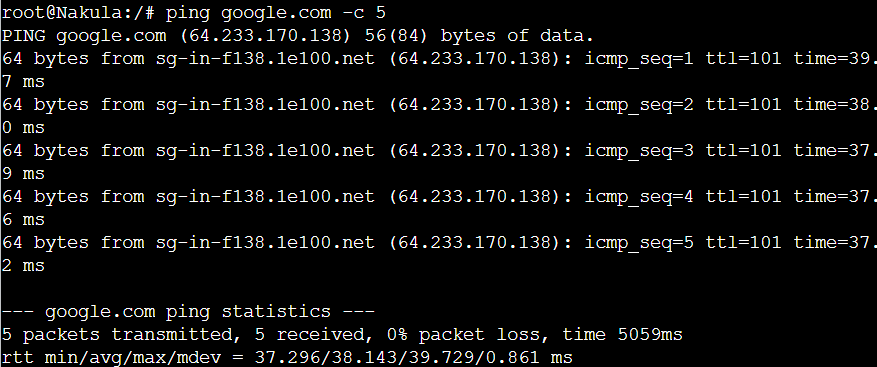 root@Nakula:/# ping google.com -c 5
PING google.com (64.233.170.138) 56(84) bytes of data.
64 bytes from sg-in-f138.1e100.net (64.233.170.138): icmp_seq=1 ttl=101 time=39.
7 ms
64 bytes from sg-in-f138.1e100.net (64.233.170.138): icmp_seq=2 ttl=101 time=38.
0 ms
64 bytes from sg-in-f138.1e100.net (64.233.170.138): icmp_seq=3 ttl=101 time=37.
9 ms
64 bytes from sg-in-f138.1e100.net (64.233.170.138): icmp_seq=4 ttl=101 time=37.
6 ms
64 bytes from sg-in-f138.1e100.net (64.233.170.138): icmp_seq=5 ttl=101 time=37.
2 ms

--- google.com ping statistics ---
5 packets transmitted, 5 received, 0% packet loss, time 5059ms
rtt min/avg/max/mdev = 37.296/38.143/39.729/0.861 ms